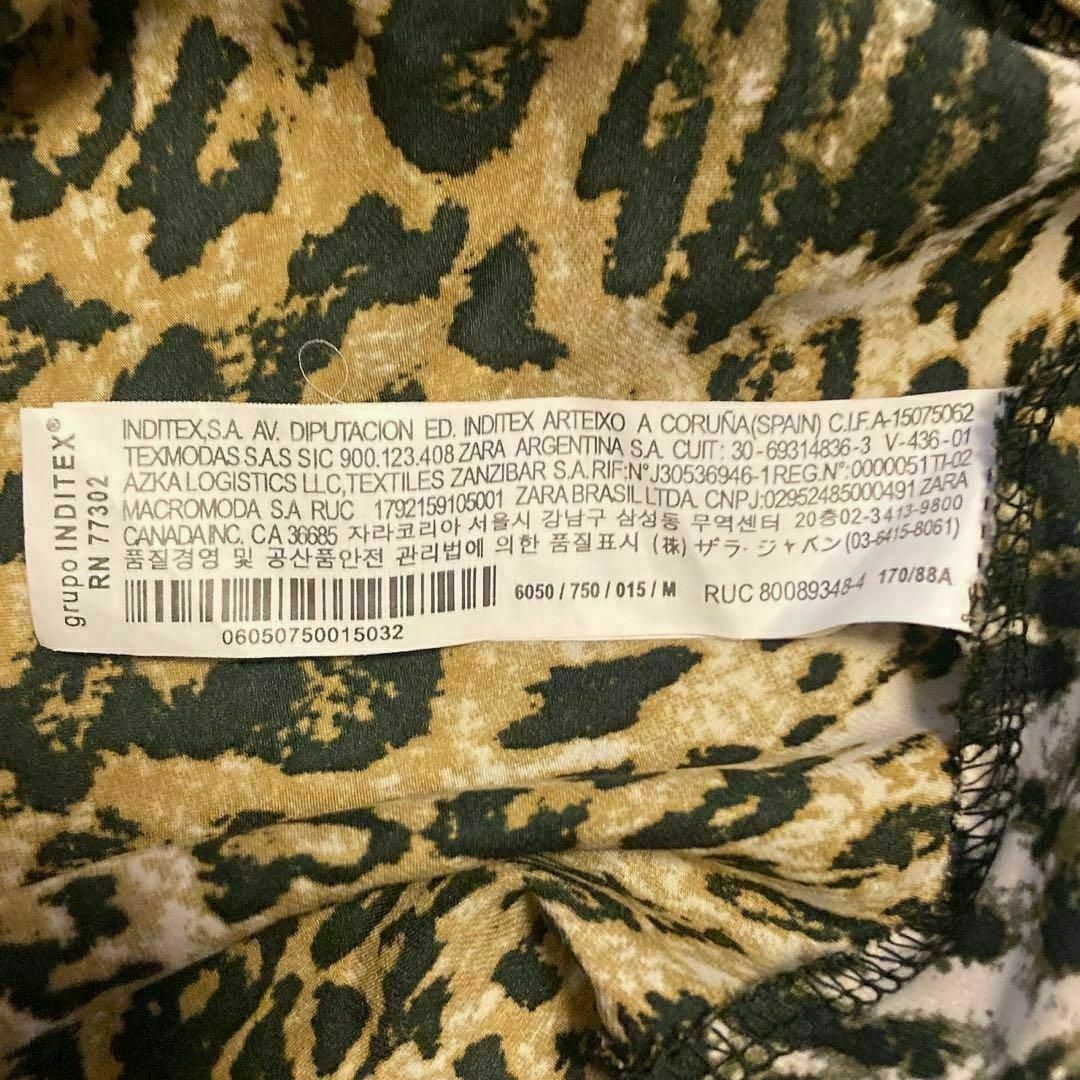 grupo INDITEX®
RN 77302
INDITEX,S.A. AV. DIPUTACION ED. INDITEX ARTEIXO A CORUÑA(SPAIN) C.I.F.A-15075062
TEXMODAS S.A.S SIC 900.123.408 ZARA ARGENTINA S.A. CUIT: 30-69314836-3 V-436-01
AZKA LOGISTICS LLC,TEXTILES ZANZIBAR S.A.RIF:N°J30536946-1REG.N°:0000051TI-02
MACROMODA S.A RUC 1792159105001 ZARA BRASIL LTDA. CNPJ:02952485000491 ZARA
CANADA INC. CA 36685 자라코리아 서울시 강남구 삼성동 무역센터 20층02-3413-9800
품질경영 및 공산품안전 관리법에 의한 품질표시 (株) ザラ・ジャパン(03-6415-8061)
6050 / 750 / 015 / M RUC 80089348-4 170/88A
06050750015032